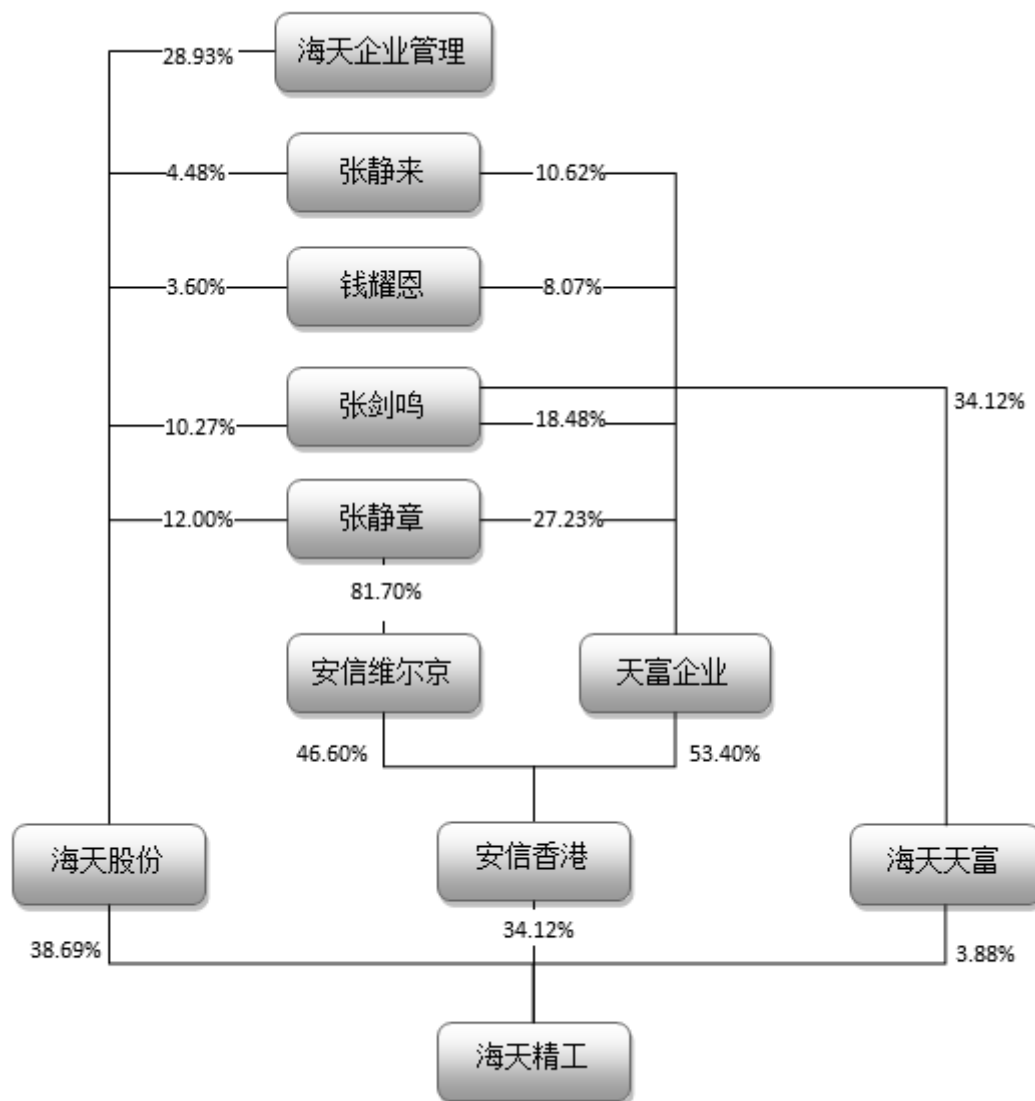 28.93%
海天企业管理
4.48%
张静来
10.62%
3.60%
钱耀恩
8.07%
张剑鸣
34.12%
10.27%
18.48%
12.00%
张静章
27.23%
81.70%
安信维尔京
天富企业
46.60%
53.40%
海天股份
安信香港
海天天富
34.12%
38.69%
3.88%
海天精工